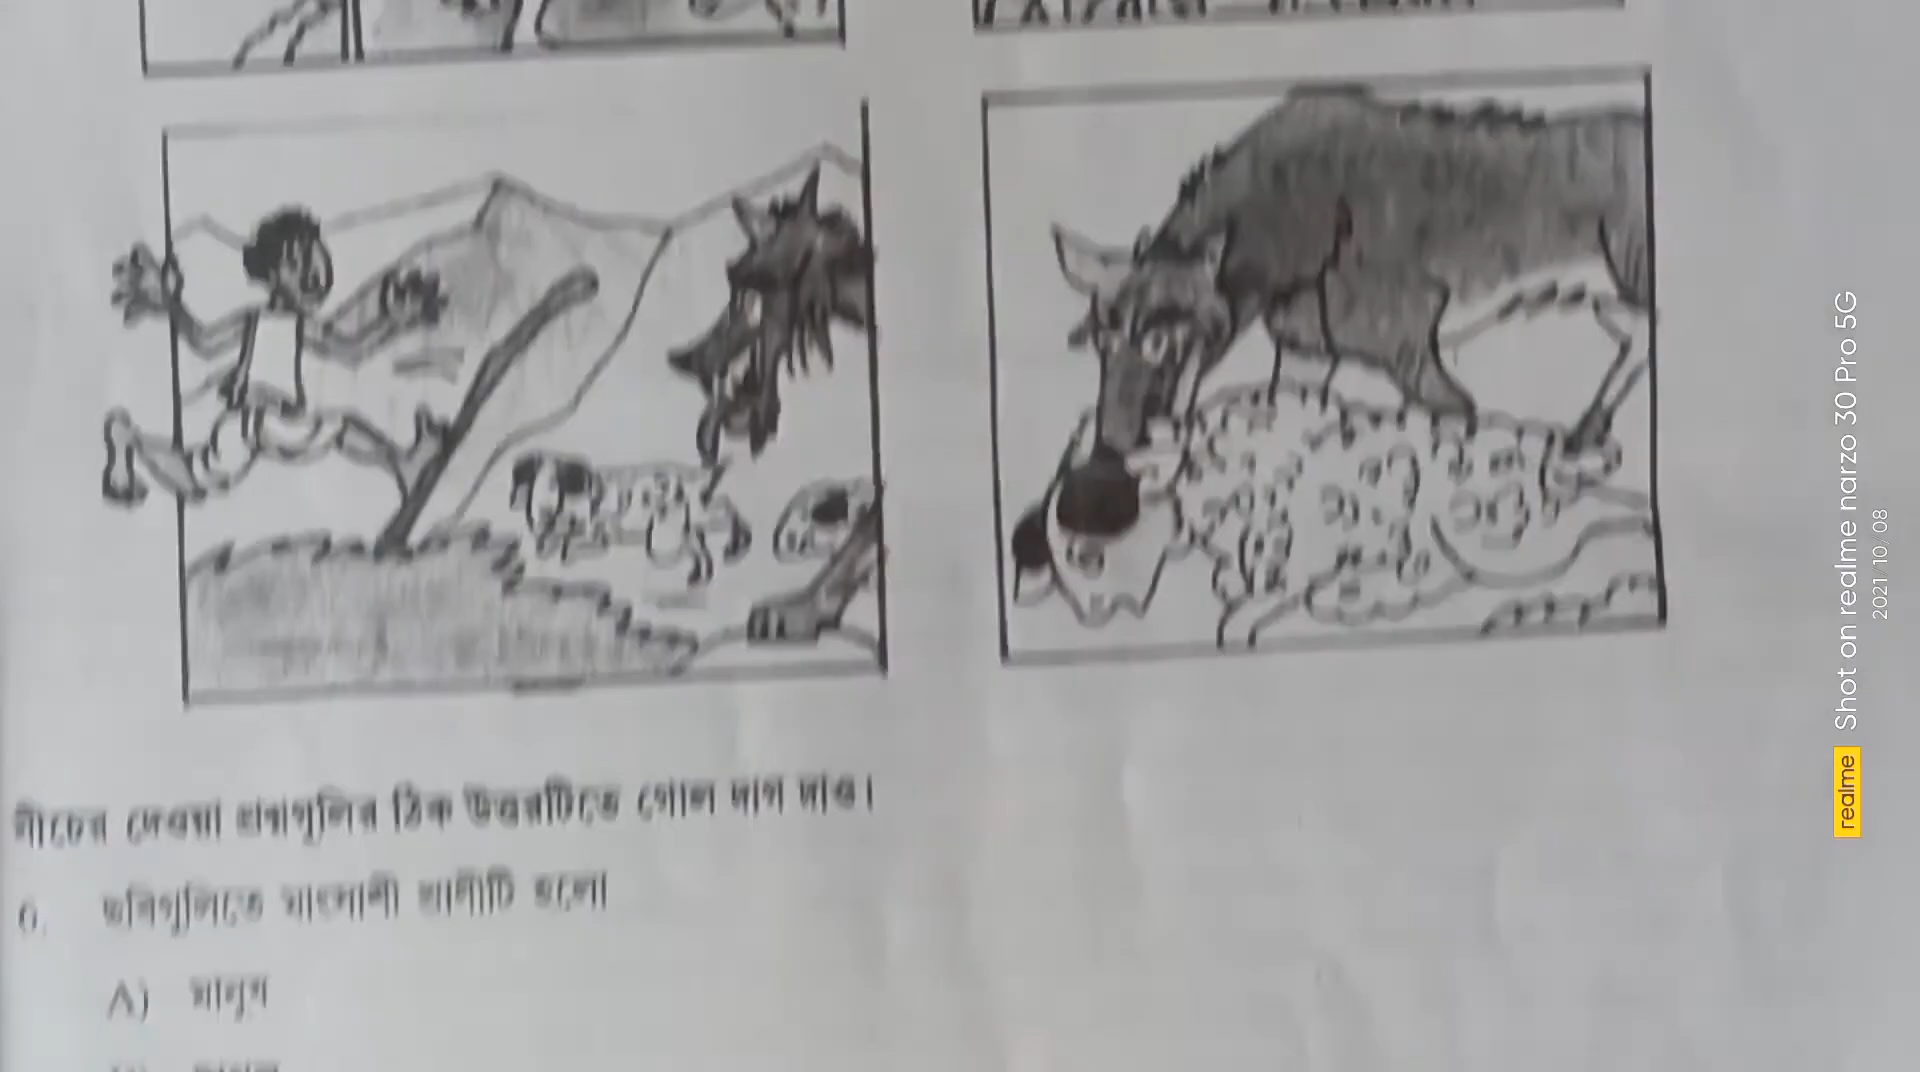 নীচের দেওয়া প্রশ্নগুলির ঠিক উত্তরটিতে গোল দাগ দাও।
6. ছবিগুলিতে মাংসাশী প্রাণীটি হলো
A) মানুষ
realme Shot on realme narzo 30 Pro 5G
2021/10/08